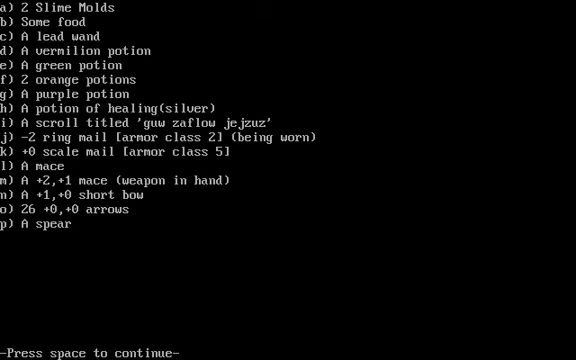 a) 2 Slime Molds
b) Some food
c) A lead wand
d) A vermilion potion
e) A green potion
f) 2 orange potions
g) A purple potion
h) A potion of healing(silver)
i) A scroll titled 'guw zaflow jejzuz'
j) -2 ring mail [armor class 2] (being worn)
k) +0 scale mail [armor class 5]
l) A mace
m) A +2,+1 mace (weapon in hand)
n) A +1,+0 short bow
o) 26 +0,+0 arrows
p) A spear
-Press space to continue-